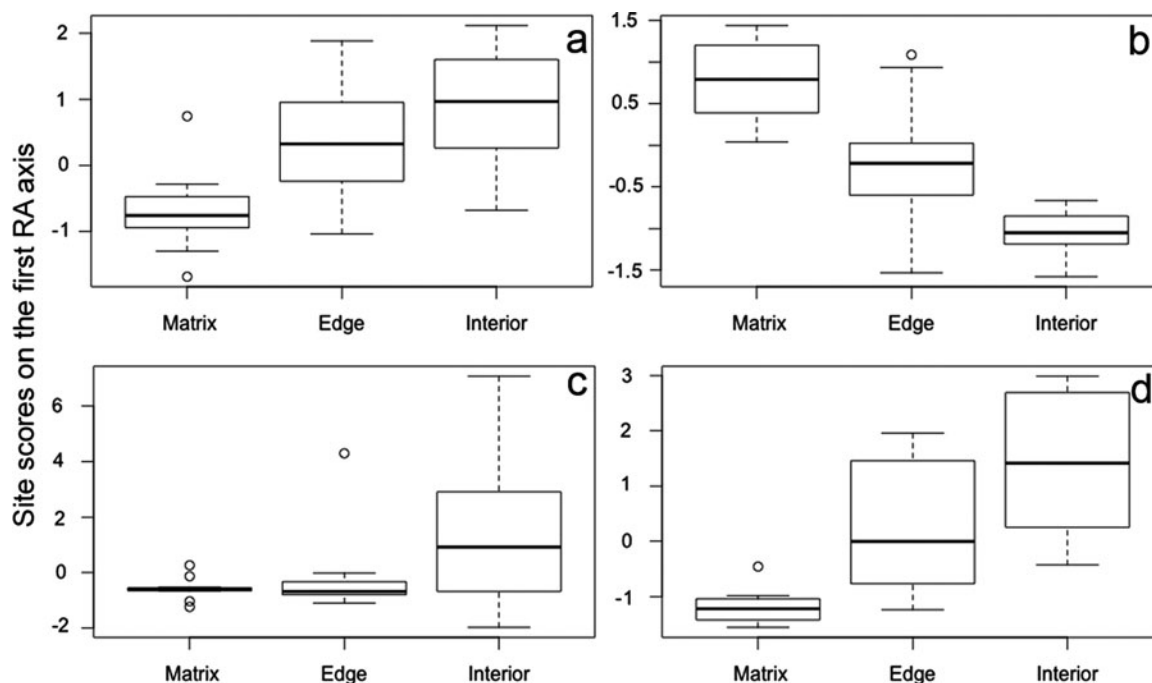 Site scores on the first RA axis
a
2
1
0
-1
Matrix Edge Interior
b
1.5
0.5
-0.5
-1.5
Matrix Edge Interior
c
6
4
2
0
-2
Matrix Edge Interior
d
3
2
1
0
-1
Matrix Edge Interior